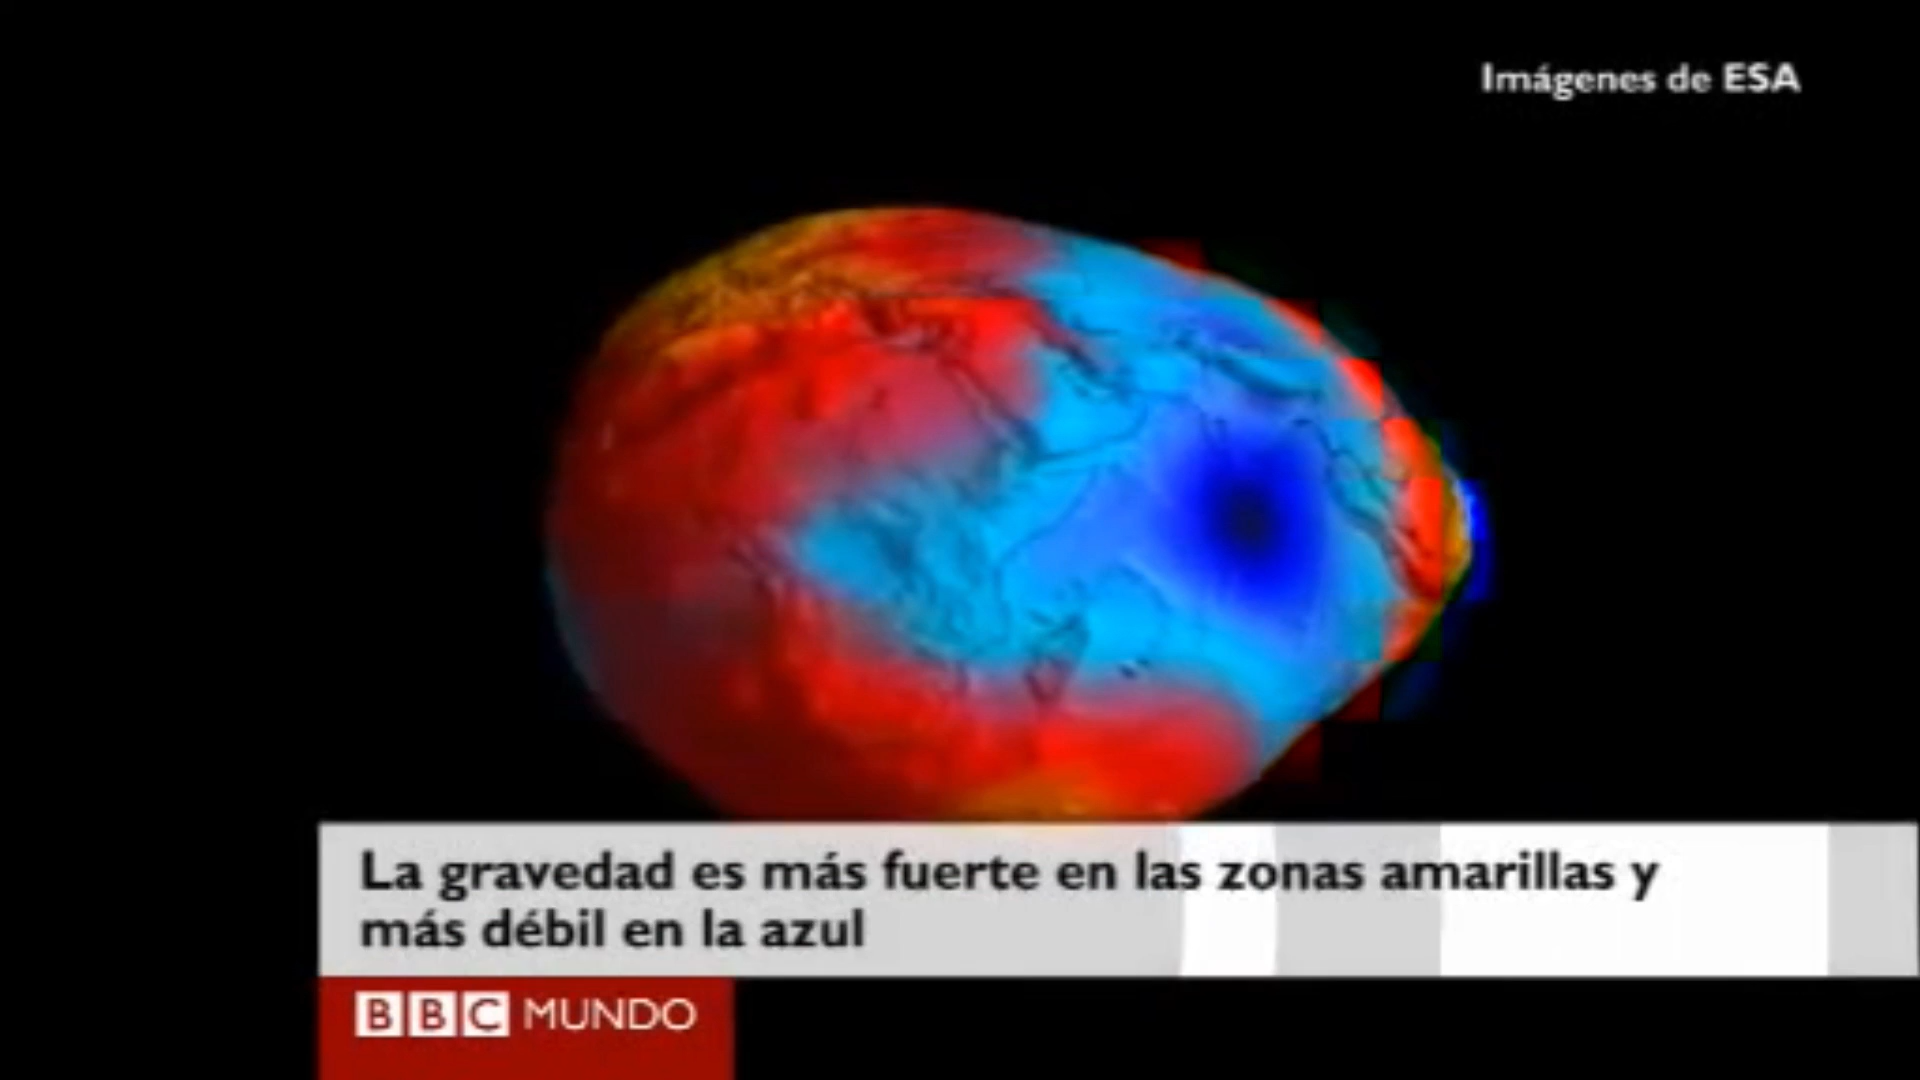 Imágenes de ESA
La gravedad es más fuerte en las zonas amarillas y
más débil en la azul
BBC MUNDO